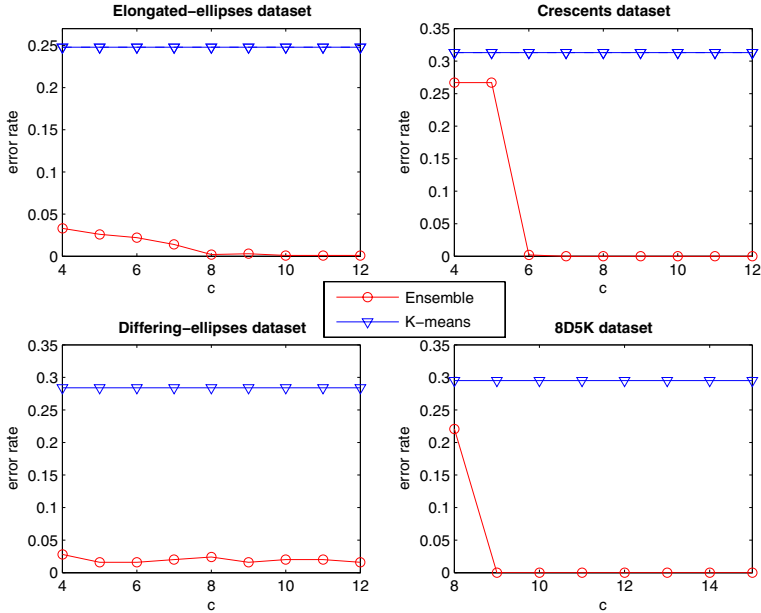 Elongated−ellipses dataset
0.25
0.2
0.15
0.1
0.05
0
error rate
4 6 8 10 12
c
Crescents dataset
0.35
0.3
0.25
0.2
0.15
0.1
0.05
0
error rate
4 6 8 10 12
c
Ensemble
K−means
Differing−ellipses dataset
0.35
0.3
0.25
0.2
0.15
0.1
0.05
0
error rate
4 6 8 10 12
c
8D5K dataset
0.35
0.3
0.25
0.2
0.15
0.1
0.05
0
error rate
8 10 12 14
c